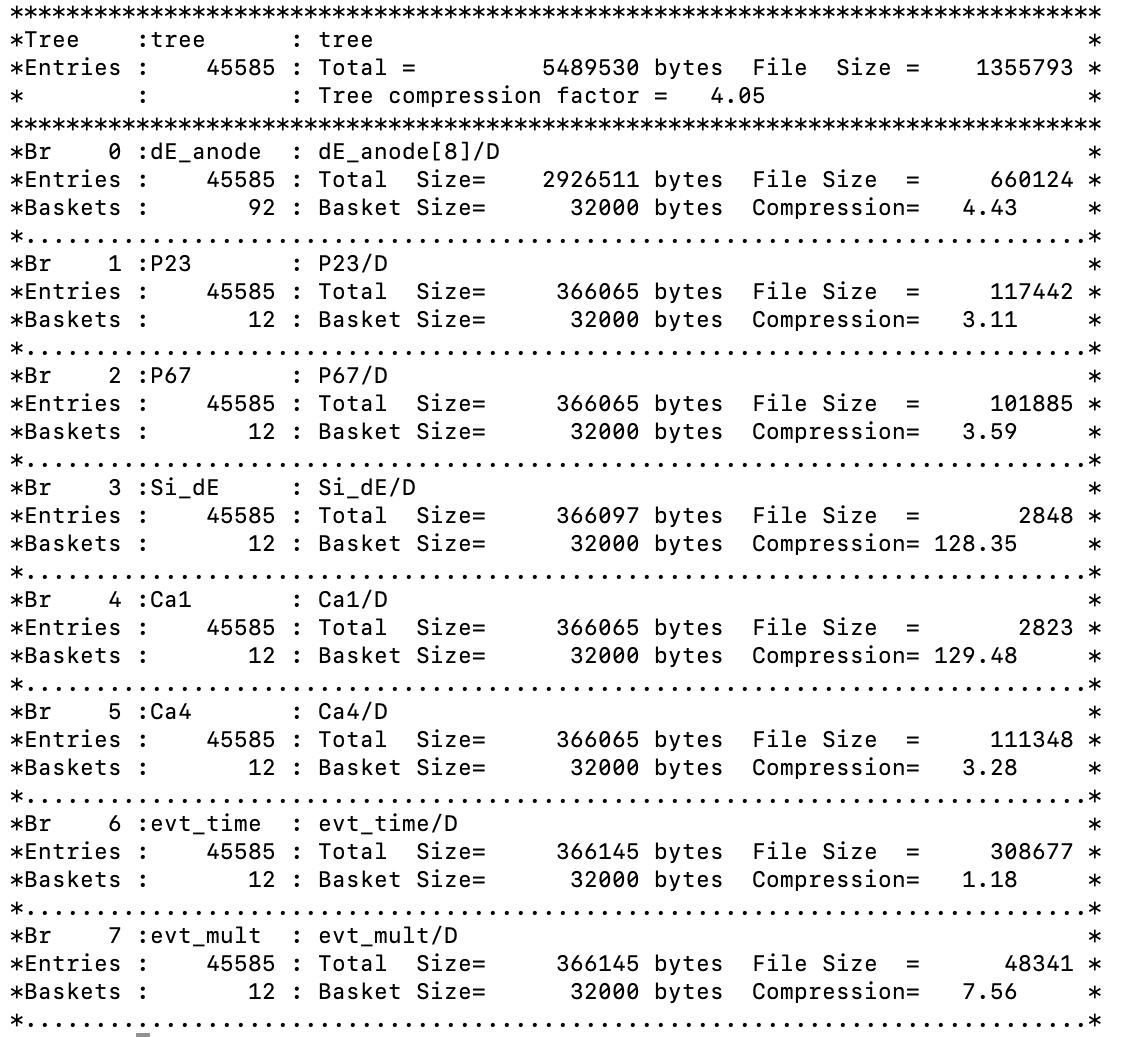 ******************************************************************************
*Tree    :tree      : tree                                                   *
*Entries :    45585 : Total =         5489530 bytes  File  Size =    1355793 *
*        :          : Tree compression factor =   4.05                       *
******************************************************************************
*Br    0 :dE_anode  : dE_anode[8]/D                                          *
*Entries :    45585 : Total  Size=    2926511 bytes  File Size  =     660124 *
*Baskets :       92 : Basket Size=      32000 bytes  Compression=   4.43     *
*............................................................................*
*Br    1 :P23       : P23/D                                                  *
*Entries :    45585 : Total  Size=     366065 bytes  File Size  =     117442 *
*Baskets :       12 : Basket Size=      32000 bytes  Compression=   3.11     *
*............................................................................*
*Br    2 :P67       : P67/D                                                  *
*Entries :    45585 : Total  Size=     366065 bytes  File Size  =     101885 *
*Baskets :       12 : Basket Size=      32000 bytes  Compression=   3.59     *
*............................................................................*
*Br    3 :Si_dE     : Si_dE/D                                                *
*Entries :    45585 : Total  Size=     366097 bytes  File Size  =       2848 *
*Baskets :       12 : Basket Size=      32000 bytes  Compression= 128.35     *
*............................................................................*
*Br    4 :Ca1       : Ca1/D                                                  *
*Entries :    45585 : Total  Size=     366065 bytes  File Size  =       2823 *
*Baskets :       12 : Basket Size=      32000 bytes  Compression= 129.48     *
*............................................................................*
*Br    5 :Ca4       : Ca4/D                                                  *
*Entries :    45585 : Total  Size=     366065 bytes  File Size  =     111348 *
*Baskets :       12 : Basket Size=      32000 bytes  Compression=   3.28     *
*............................................................................*
*Br    6 :evt_time  : evt_time/D                                             *
*Entries :    45585 : Total  Size=     366145 bytes  File Size  =     308677 *
*Baskets :       12 : Basket Size=      32000 bytes  Compression=   1.18     *
*............................................................................*
*Br    7 :evt_mult  : evt_mult/D                                             *
*Entries :    45585 : Total  Size=     366145 bytes  File Size  =      48341 *
*Baskets :       12 : Basket Size=      32000 bytes  Compression=   7.56     *
*............................................................................*